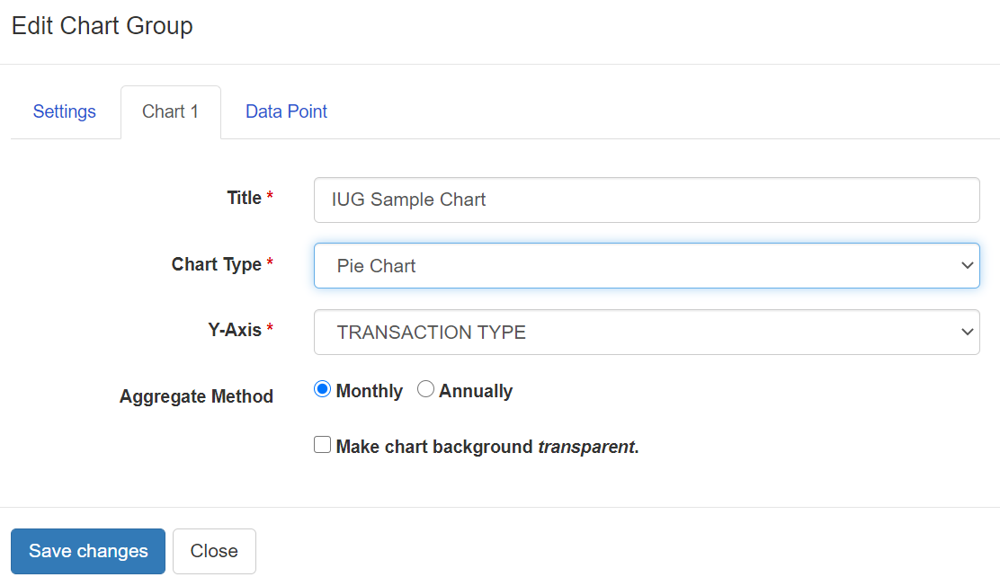 Edit Chart Group
Settings Chart 1 Data Point
Title * IUG Sample Chart
Chart Type * Pie Chart
Y-Axis * TRANSACTION TYPE
Aggregate Method Monthly Annually
Make chart background transparent.
Save changes Close